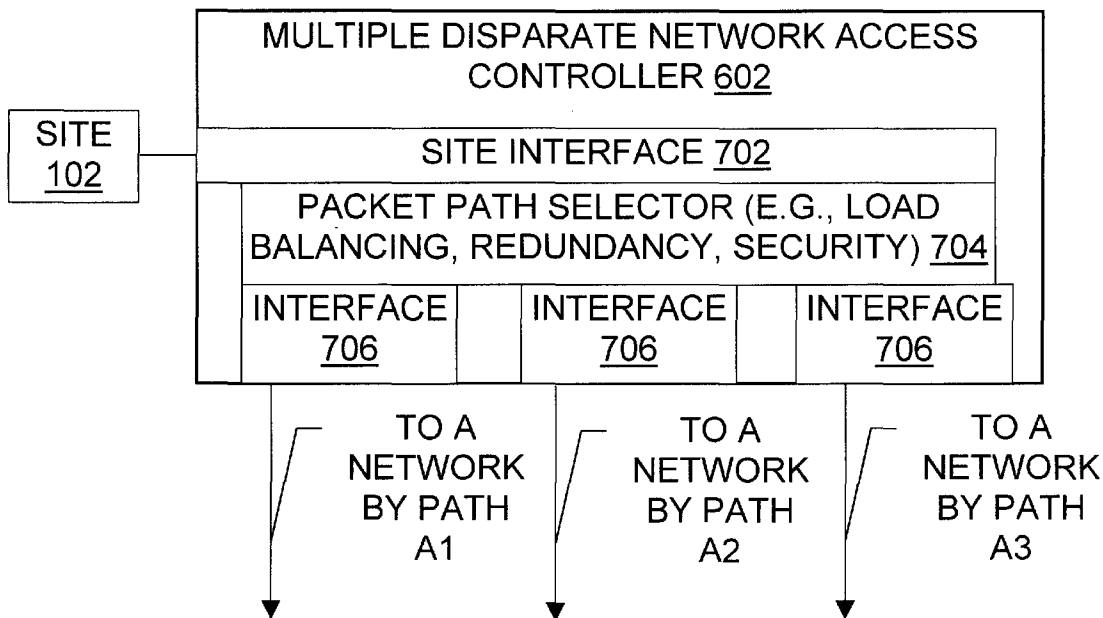 MULTIPLE DISPARATE NETWORK ACCESS
CONTROLLER 602
SITE
102
SITE INTERFACE 702
PACKET PATH SELECTOR (E.G., LOAD
BALANCING, REDUNDANCY, SECURITY) 704
INTERFACE
706
INTERFACE
706
INTERFACE
706
TO A
NETWORK
BY PATH
A1
TO A
NETWORK
BY PATH
A2
TO A
NETWORK
BY PATH
A3